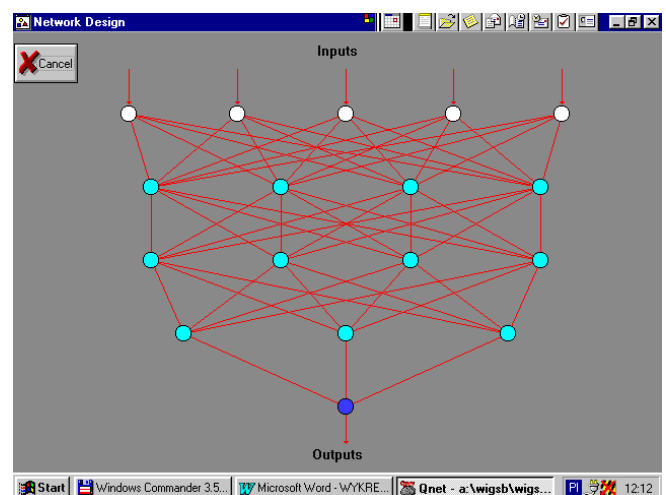 Network Design
Inputs
Cancel
Outputs
Start
Windows Commander 3.5...
Microsoft Word - WYKRE...
Qnet - a:\wigsb\wigs...
Pl
12:12